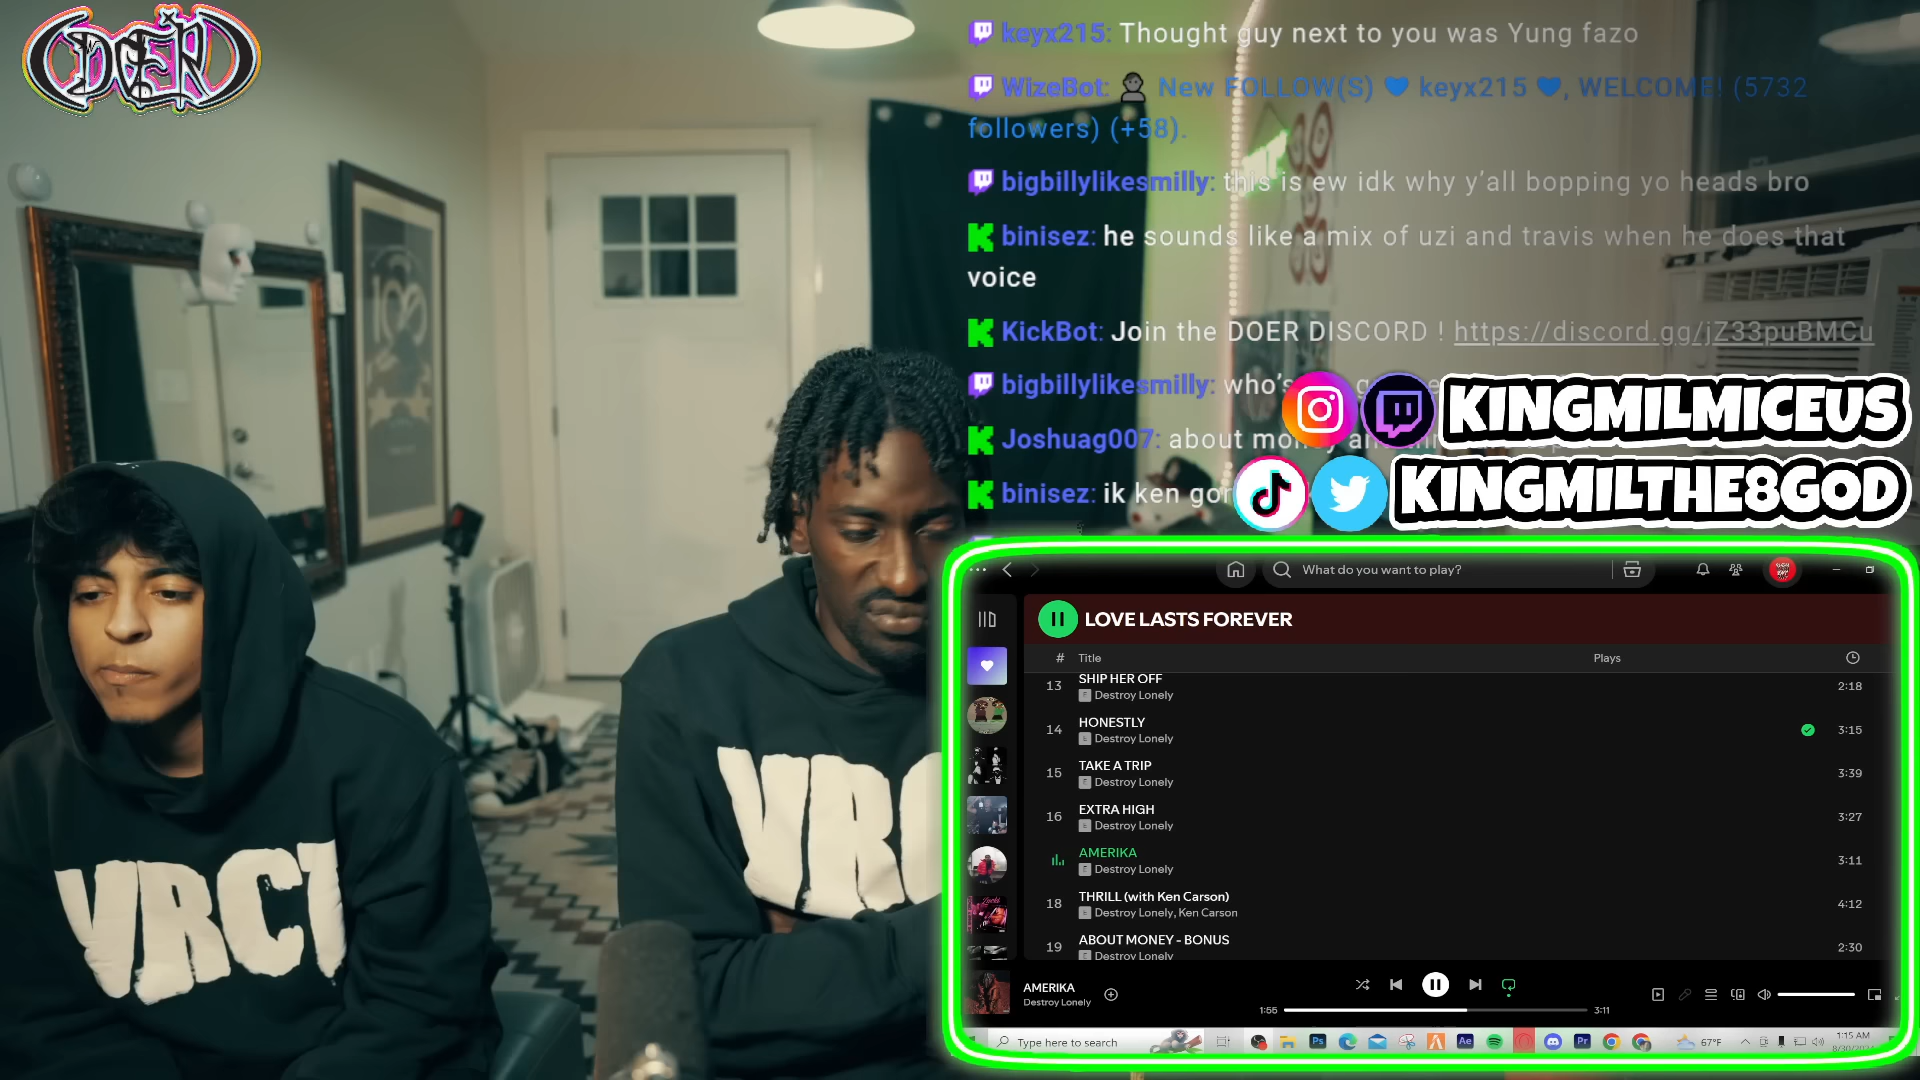 DOER
keyx215: Thought guy next to you was Yung fazo
WizeBot: New FOLLOW(S) keyx215 , WELCOME! (5732
followers) (+58).
bigbillylikesmilly: this is ew idk why y'all bopping yo heads bro
binisez: he sounds like a mix of uzi and travis when he does that
voice
KickBot: Join the DOER DISCORD ! https://discord.gg/jZ33puBMCu
bigbillylikesmilly: who's
Joshuag007: about
binisez: ik ken
KINGMILMICEUS
KINGMILTHE8GOD
VRCT
What do you want to play?
LOVE LASTS FOREVER
# Title Plays
13 SHIP HER OFF 2:18
E Destroy Lonely
14 HONESTLY 3:15
E Destroy Lonely
15 TAKE A TRIP 3:39
E Destroy Lonely
16 EXTRA HIGH 3:27
E Destroy Lonely
AMERIKA 3:11
E Destroy Lonely
18 THRILL (with Ken Carson) 4:12
E Destroy Lonely, Ken Carson
19 ABOUT MONEY - BONUS 2:30
E Destroy Lonely
AMERIKA
Destroy Lonely
1:55 3:11
Type here to search
Ps Ae Pr
67°F
1:15 AM